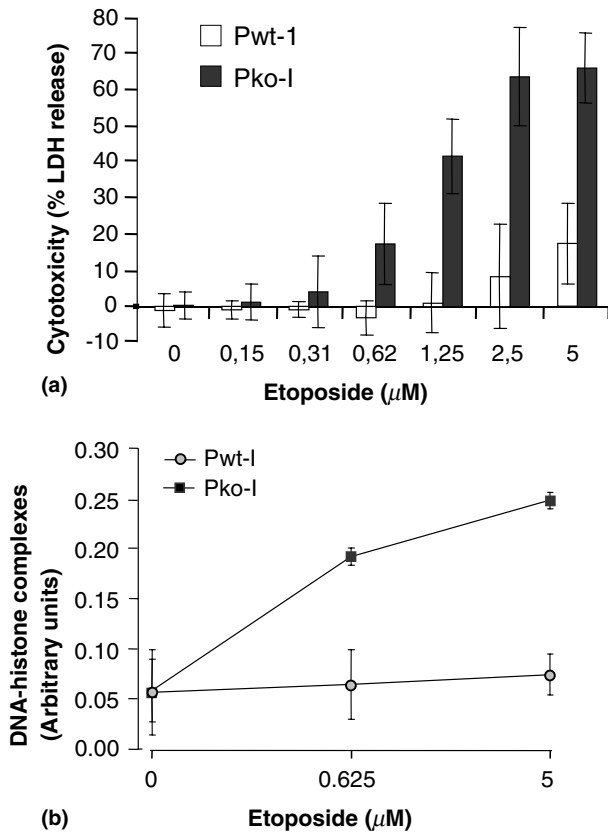 80
70
60
50
40
30
20
10
0
-10
Cytotoxicity (% LDH release)
Pwt-1
Pko-I
0 0,15 0,31 0,62 1,25 2,5 5
(a)
Etoposide (μM)
0.30
0.25
0.20
0.15
0.10
0.05
0.00
DNA-histone complexes
(Arbitrary units)
Pwt-I
Pko-I
0 0.625 5
(b)
Etoposide (μM)